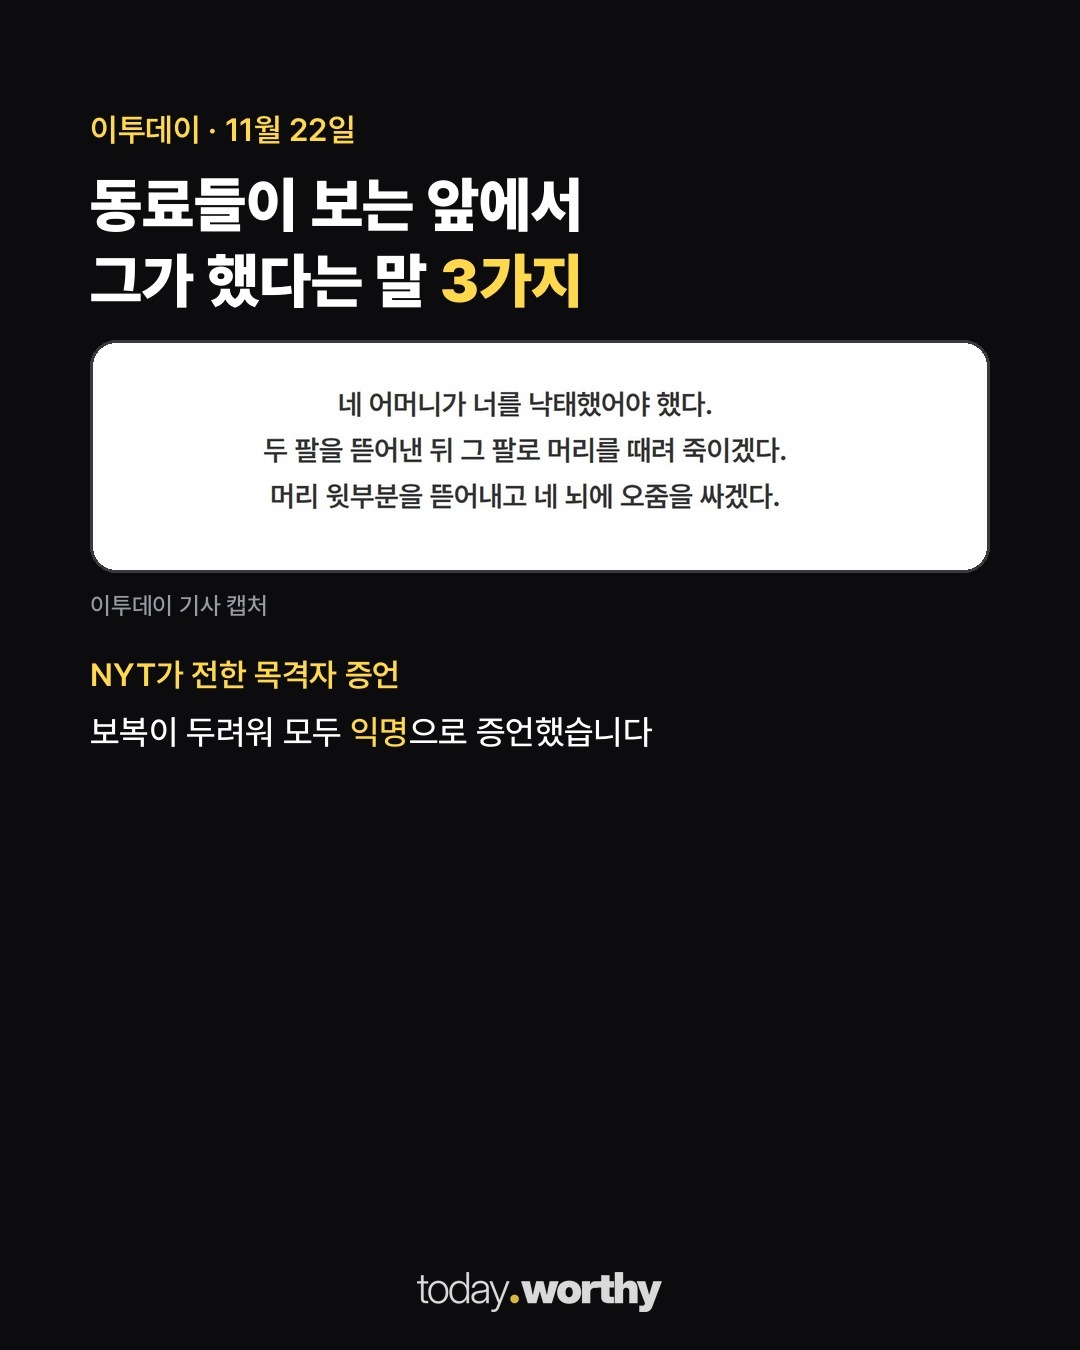 이투데이 · 11월 22일
동료들이 보는 앞에서
그가 했다는 말 3가지
네 어머니가 너를 낙태했어야 했다.
두 팔을 뜯어낸 뒤 그 팔로 머리를 때려 죽이겠다.
머리 윗부분을 뜯어내고 네 뇌에 오줌을 싸겠다.
이투데이 기사 캡처
NYT가 전한 목격자 증언
보복이 두려워 모두 익명으로 증언했습니다
today.worthy